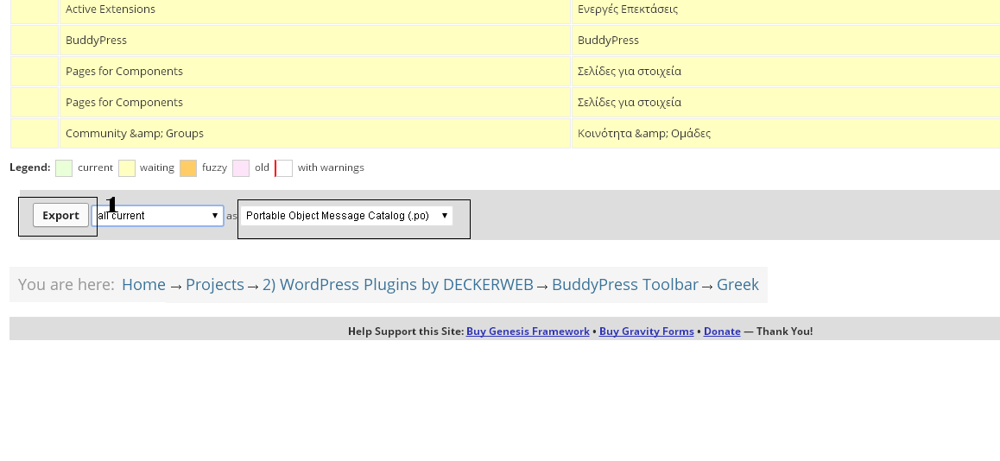 Active Extensions Ενεργές Επεκτάσεις
BuddyPress BuddyPress
Pages for Components Σελίδες για στοιχεία
Pages for Components Σελίδες για στοιχεία
Community &amp; Groups Κοινότητα &amp; Ομάδες
Legend: current waiting fuzzy old with warnings
1
Export all current as Portable Object Message Catalog (.po)
You are here: Home → Projects → 2) WordPress Plugins by DECKERWEB → BuddyPress Toolbar → Greek
Help Support this Site: Buy Genesis Framework • Buy Gravity Forms • Donate — Thank You!